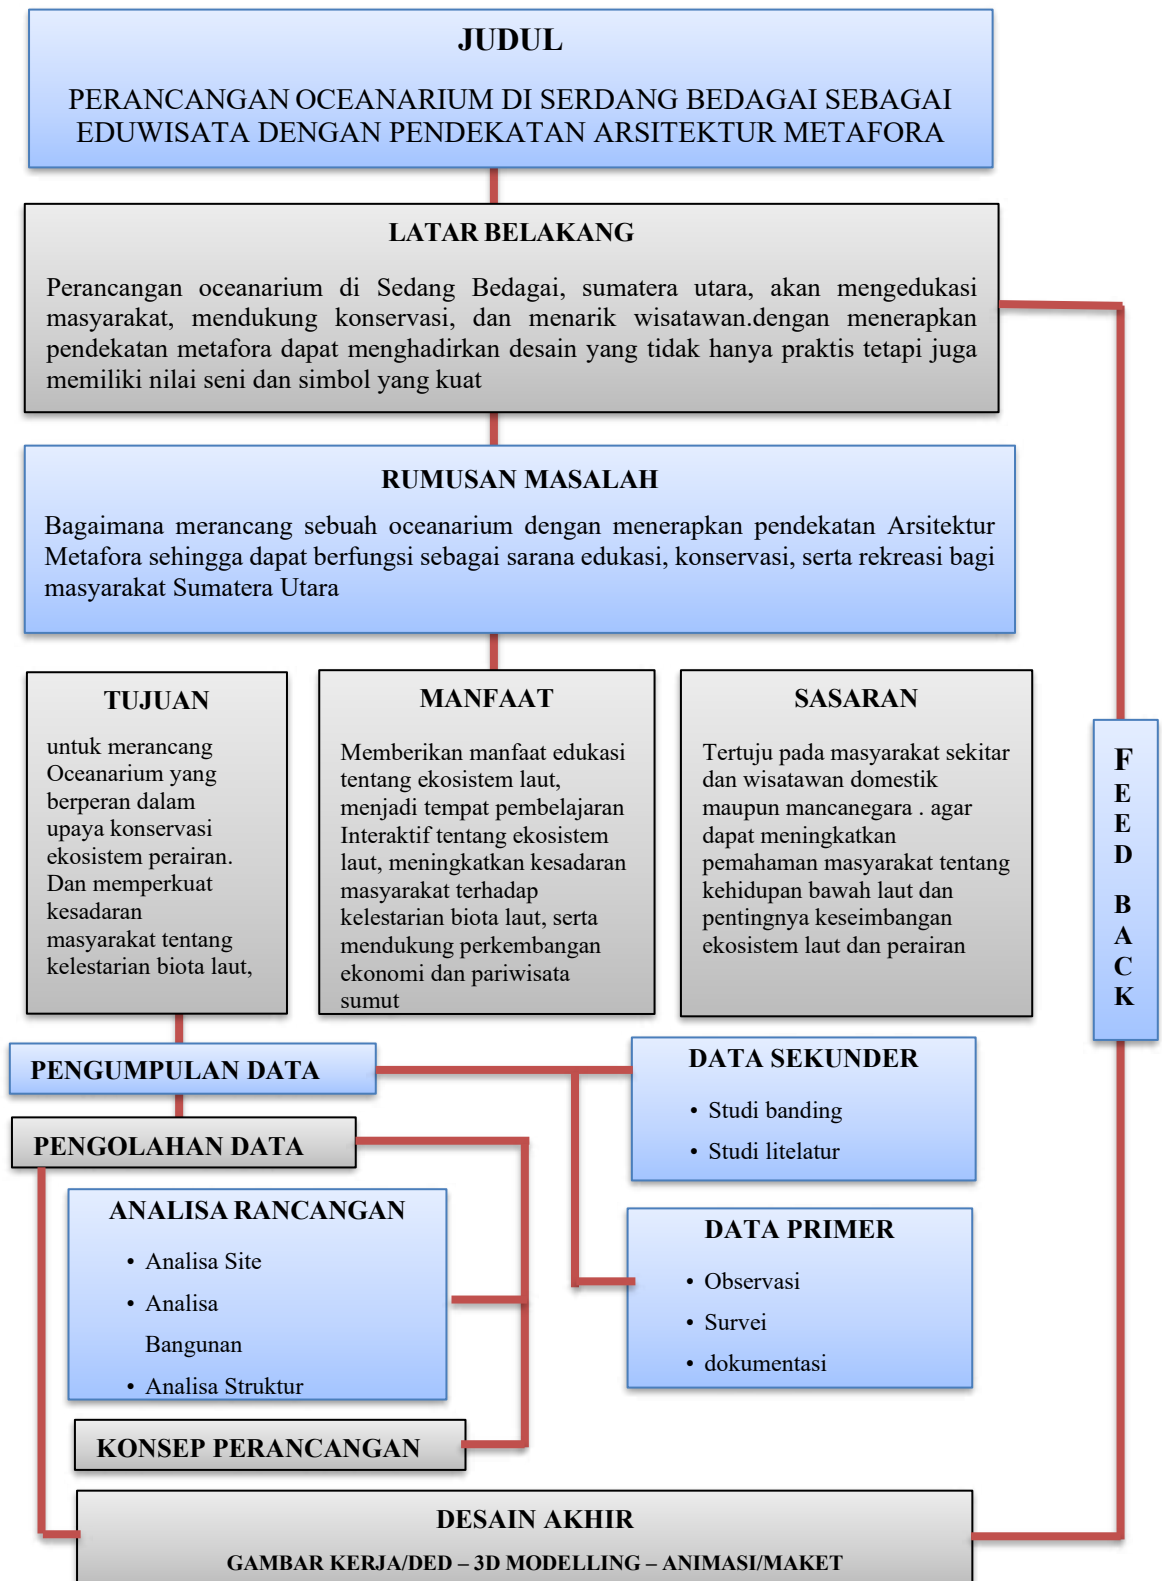 JUDUL
PERANCANGAN OCEANARIUM DI SERDANG BEDAGAI SEBAGAI
EDUWISATA DENGAN PENDEKATAN ARSITEKTUR METAFORA
LATAR BELAKANG
Perancangan oceanarium di Sedang Bedagai, sumatera utara, akan mengedukasi
masyarakat, mendukung konservasi, dan menarik wisatawan.dengan menerapkan
pendekatan metafora dapat menghadirkan desain yang tidak hanya praktis tetapi juga
memiliki nilai seni dan simbol yang kuat
RUMUSAN MASALAH
Bagaimana merancang sebuah oceanarium dengan menerapkan pendekatan Arsitektur
Metafora sehingga dapat berfungsi sebagai sarana edukasi, konservasi, serta rekreasi bagi
masyarakat Sumatera Utara
TUJUAN
untuk merancang
Oceanarium yang
berperan dalam
upaya konservasi
ekosistem perairan.
Dan memperkuat
kesadaran
masyarakat tentang
kelestarian biota laut,
MANFAAT
Memberikan manfaat edukasi
tentang ekosistem laut,
menjadi tempat pembelajaran
Interaktif tentang ekosistem
laut, meningkatkan kesadaran
masyarakat terhadap
kelestarian biota laut, serta
mendukung perkembangan
ekonomi dan pariwisata
sumut
SASARAN
Tertuju pada masyarakat sekitar
dan wisatawan domestik
maupun mancanegara . agar
dapat meningkatkan
pemahaman masyarakat tentang
kehidupan bawah laut dan
pentingnya keseimbangan
ekosistem laut dan perairan
F
E
E
D
B
A
C
K
PENGUMPULAN DATA
DATA SEKUNDER
• Studi banding
• Studi litelatur
PENGOLAHAN DATA
ANALISA RANCANGAN
• Analisa Site
• Analisa
Bangunan
• Analisa Struktur
DATA PRIMER
• Observasi
• Survei
• dokumentasi
KONSEP PERANCANGAN
DESAIN AKHIR
GAMBAR KERJA/DED – 3D MODELLING – ANIMASI/MAKET